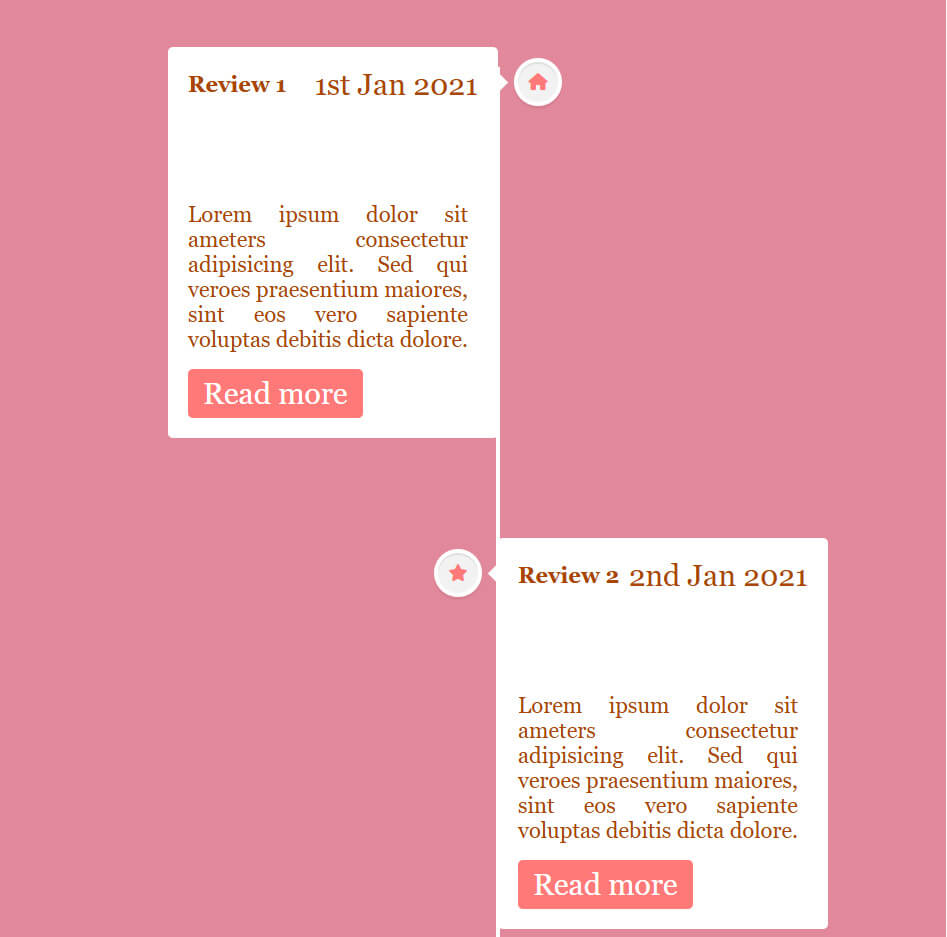 Review 1 1st Jan 2021
Lorem ipsum dolor sit
ameters consectetur
adipisicing elit. Sed qui
veroes praesentium maiores,
sint eos vero sapiente
voluptas debitis dicta dolore.
Read more
Review 2 2nd Jan 2021
Lorem ipsum dolor sit
ameters consectetur
adipisicing elit. Sed qui
veroes praesentium maiores,
sint eos vero sapiente
voluptas debitis dicta dolore.
Read more